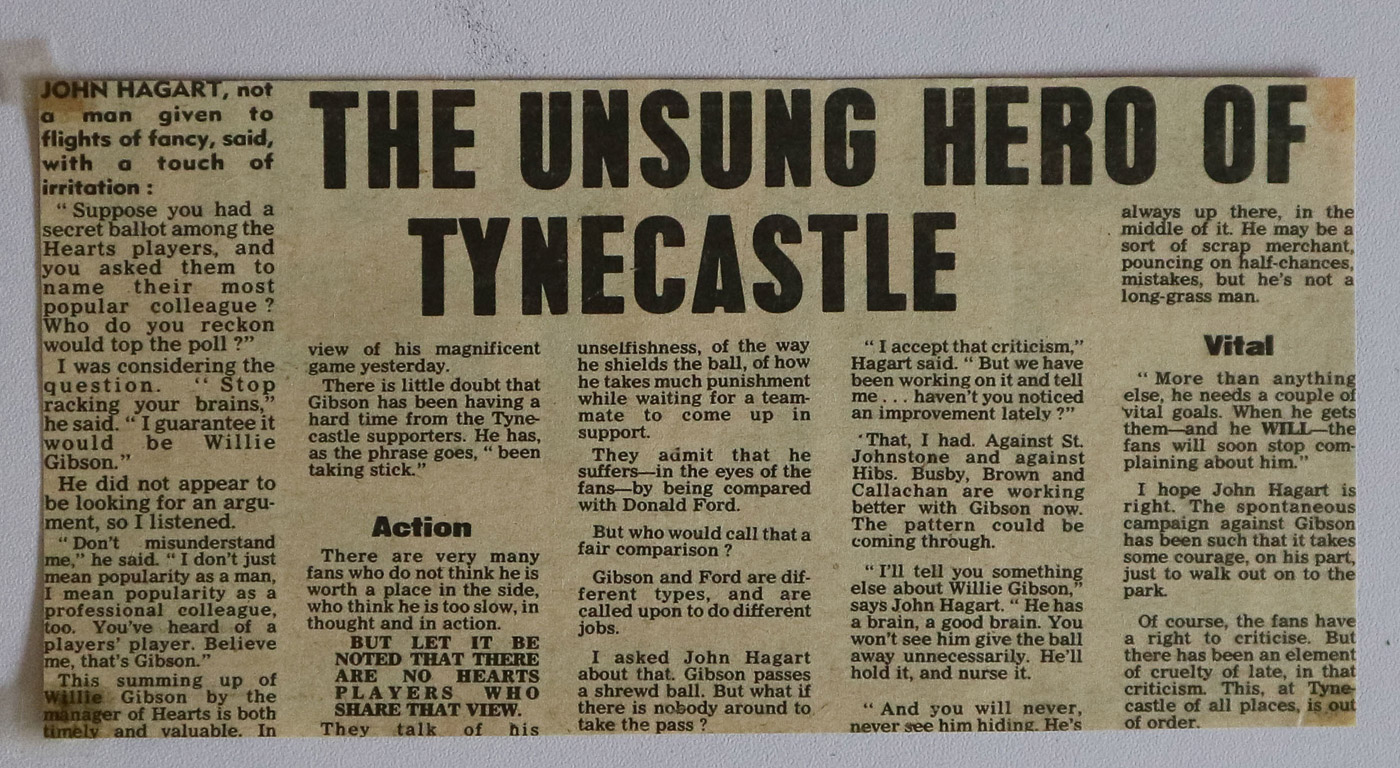 THE UNSUNG HERO OF
TYNECASTLE
JOHN HAGART, not
a man given to
flights of fancy, said,
with a touch of
irritation :
“ Suppose you had a
secret ballot among the
Hearts players, and
you asked them to
name their most
popular colleague ?
Who do you reckon
would top the poll ?”
I was considering the
question. “ Stop
racking your brains,”
he said. “ I guarantee it
would be Willie
Gibson.”
He did not appear to
be looking for an argu-
ment, so I listened.
“ Don't misunderstand
me,” he said. “ I don't just
mean popularity as a man,
I mean popularity as a
professional colleague,
too. You've heard of a
players' player. Believe
me, that's Gibson.”
This summing up of
Willie Gibson by the
manager of Hearts is both
timely and valuable. In
view of his magnificent
game yesterday.
There is little doubt that
Gibson has been having a
hard time from the Tyne-
castle supporters. He has,
as the phrase goes, “ been
taking stick.”
Action
There are very many
fans who do not think he is
worth a place in the side,
who think he is too slow, in
thought and in action.
BUT LET IT BE
NOTED THAT THERE
ARE NO HEARTS
PLAYERS WHO
SHARE THAT VIEW.
They talk of his
unselfishness, of the way
he shields the ball, of how
he takes much punishment
while waiting for a team-
mate to come up in
support.
They admit that he
suffers—in the eyes of the
fans—by being compared
with Donald Ford.
But who would call that a
fair comparison ?
Gibson and Ford are dif-
ferent types, and are
called upon to do different
jobs.
I asked John Hagart
about that. Gibson passes
a shrewd ball. But what if
there is nobody around to
take the pass ?
“ I accept that criticism,”
Hagart said. “ But we have
been working on it and tell
me . . . haven't you noticed
an improvement lately ?”
That, I had. Against St.
Johnstone and against
Hibs. Busby, Brown and
Callachan are working
better with Gibson now.
The pattern could be
coming through.
“ I'll tell you something
else about Willie Gibson,”
says John Hagart. “ He has
a brain, a good brain. You
won't see him give the ball
away unnecessarily. He'll
hold it, and nurse it.
“ And you will never,
never see him hiding. He's
always up there, in the
middle of it. He may be a
sort of scrap merchant,
pouncing on half-chances,
mistakes, but he's not a
long-grass man.
Vital
“ More than anything
else, he needs a couple of
vital goals. When he gets
them—and he WILL—the
fans will soon stop com-
plaining about him.”
I hope John Hagart is
right. The spontaneous
campaign against Gibson
has been such that it takes
some courage, on his part,
just to walk out on to the
park.
Of course, the fans have
a right to criticise. But
there has been an element
of cruelty of late, in that
criticism. This, at Tyne-
castle of all places, is out
of order.